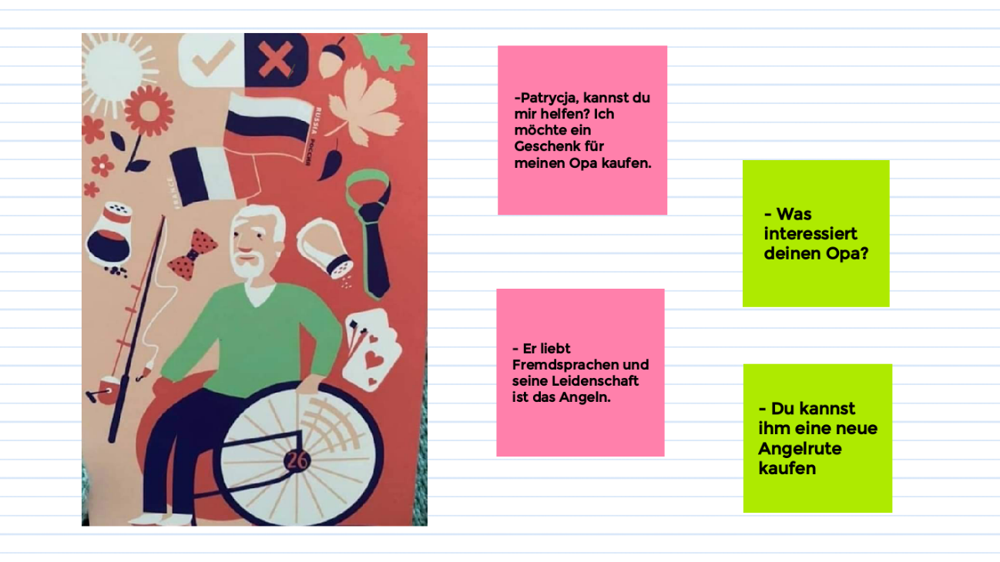 RUSSIA РОССИЯ
FRANCE
26
-Patrycja, kannst du
mir helfen? Ich
möchte ein
Geschenk für
meinen Opa kaufen.
- Was
interessiert
deinen Opa?
- Er liebt
Fremdsprachen und
seine Leidenschaft
ist das Angeln.
- Du kannst
ihm eine neue
Angelrute
kaufen